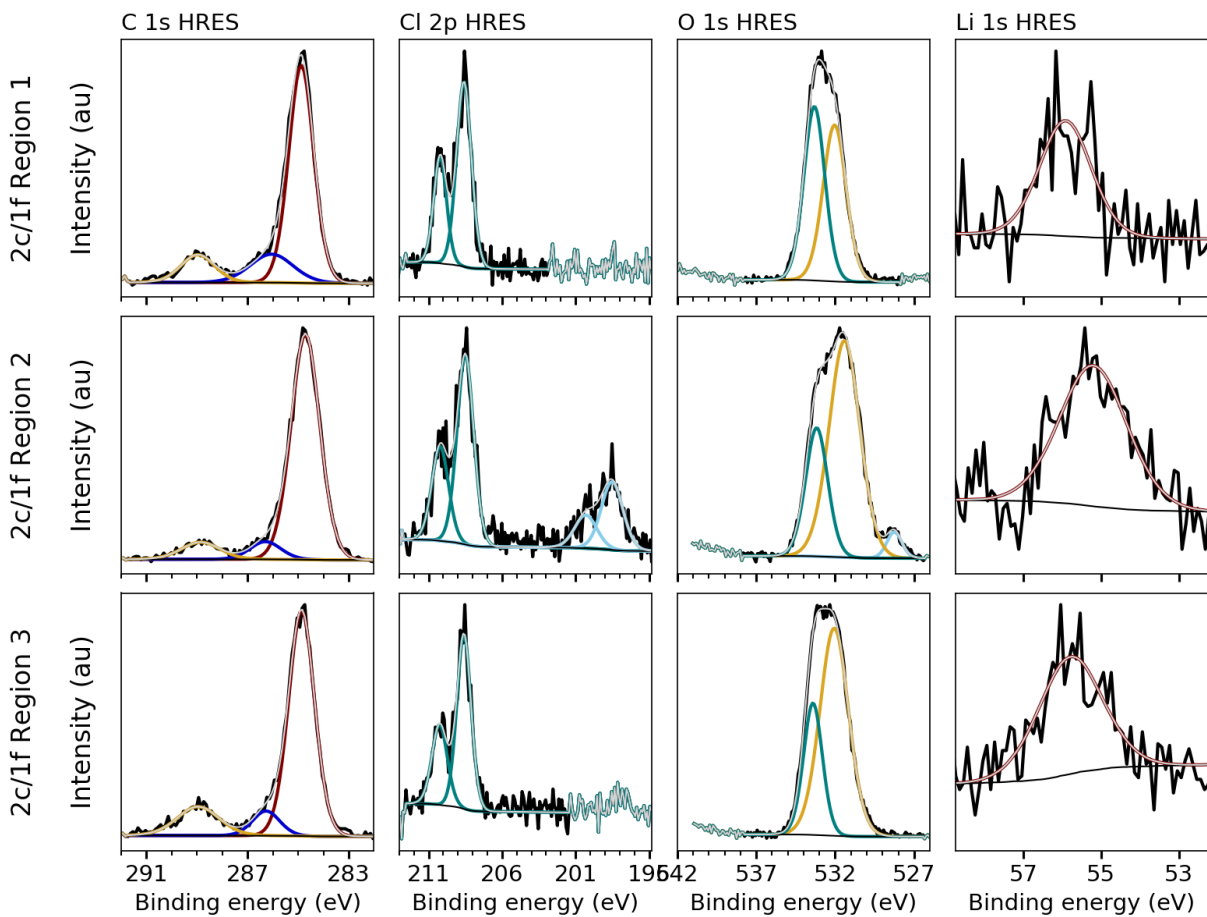 C 1s HRES
Cl 2p HRES
O 1s HRES
Li 1s HRES
2c/1f Region 1
Intensity (au)
2c/1f Region 2
Intensity (au)
2c/1f Region 3
Intensity (au)
291 287 283
211 206 201 196
542 537 532 527
57 55 53
Binding energy (eV)
Binding energy (eV)
Binding energy (eV)
Binding energy (eV)